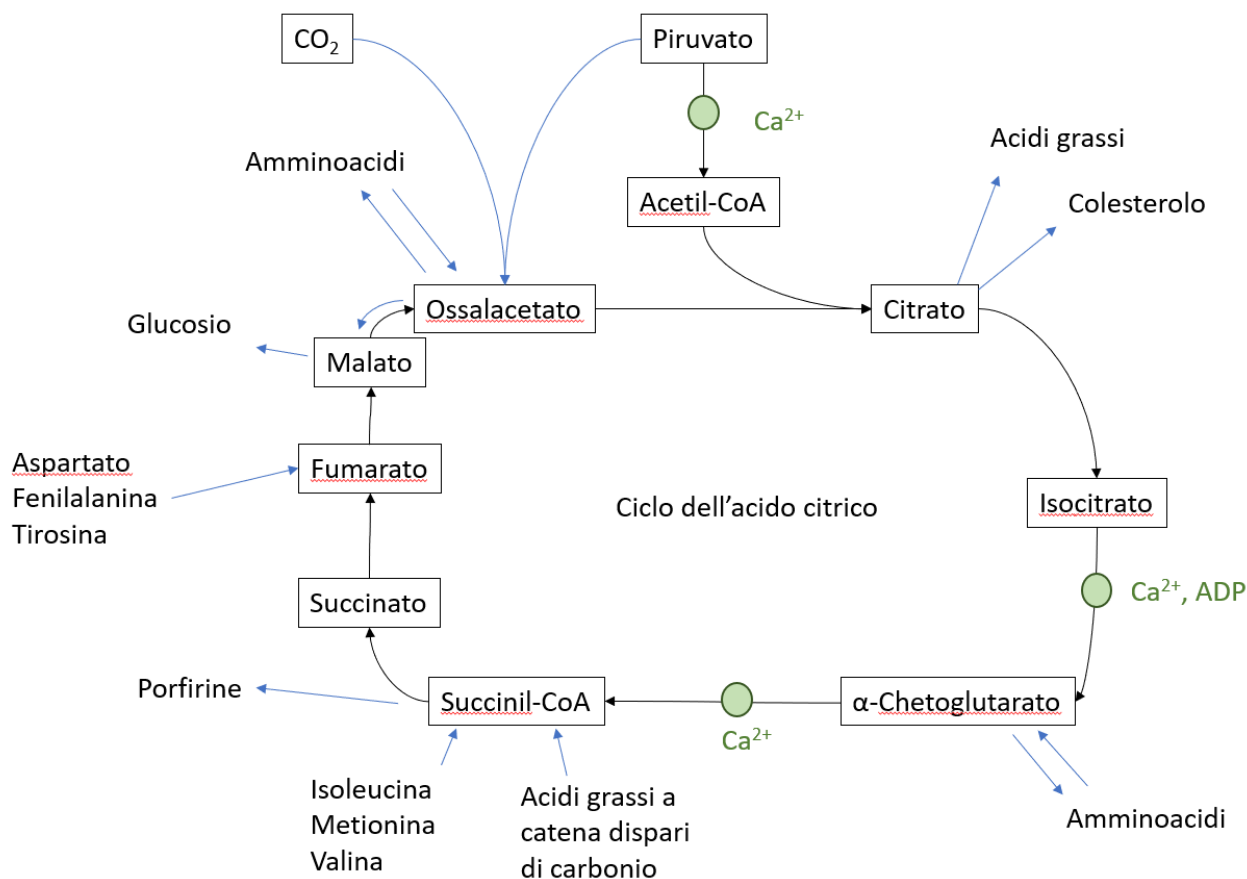 CO₂
Piruvato
Ca²⁺
Acidi grassi
Amminoacidi
Acetil-CoA
Colesterolo
Ossalacetato
Citrato
Glucosio
Malato
Aspartato
Fenilalanina
Tirosina
Fumarato
Ciclo dell’acido citrico
Isocitrato
Succinato
Ca²⁺, ADP
Porfirine
Succinil-CoA
α-Chetoglutarato
Ca²⁺
Isoleucina
Metionina
Valina
Acidi grassi a
catena dispari
di carbonio
Amminoacidi